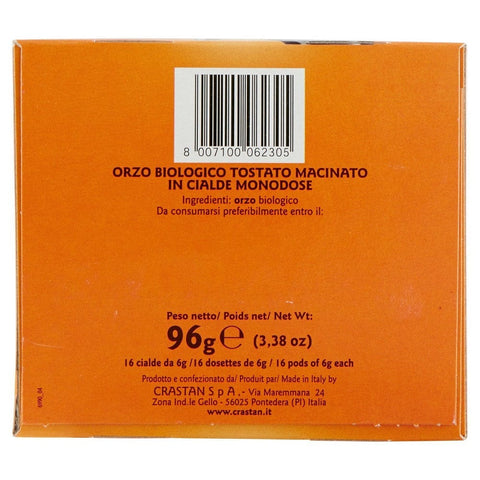 8 007100 062305
ORZO BIOLOGICO TOSTATO MACINATO
IN CIALDE MONODOSE
Ingredienti: orzo biologico
Da consumarsi preferibilmente entro il:
Peso netto/ Poids net/ Net Wt:
96g e (3,38 oz)
16 cialde da 6g / 16 dosettes de 6g / 16 pods of 6g each
Prodotto e confezionato da/ Produit par/ Made in Italy by
CRASTAN S p A .- Via Maremmana 24
Zona Ind.le Gello - 56025 Pontedera (PI) Italia
www.crastan.it